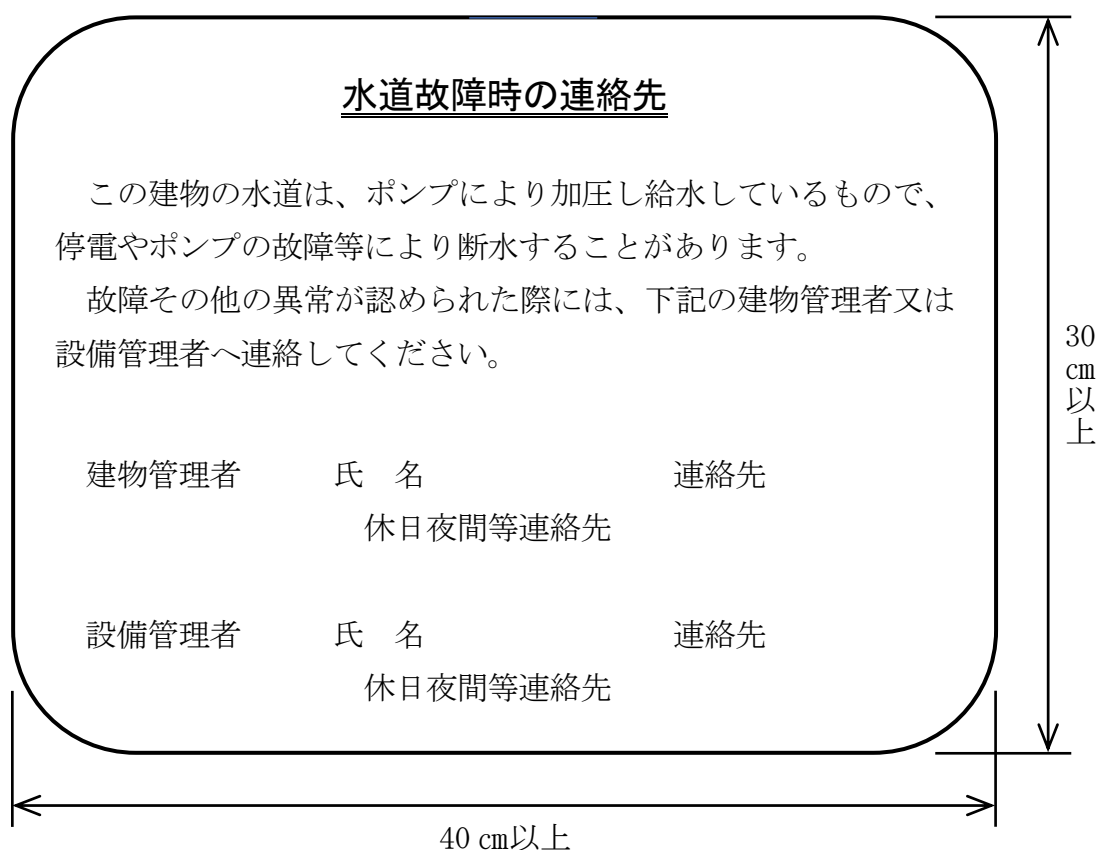 水道故障時の連絡先
この建物の水道は、ポンプにより加圧し給水しているもので、
停電やポンプの故障等により断水することがあります。
故障その他の異常が認められた際には、下記の建物管理者又は
設備管理者へ連絡してください。
建物管理者 氏 名 連絡先
休日夜間等連絡先
設備管理者 氏 名 連絡先
休日夜間等連絡先
30cm以上
40 cm以上